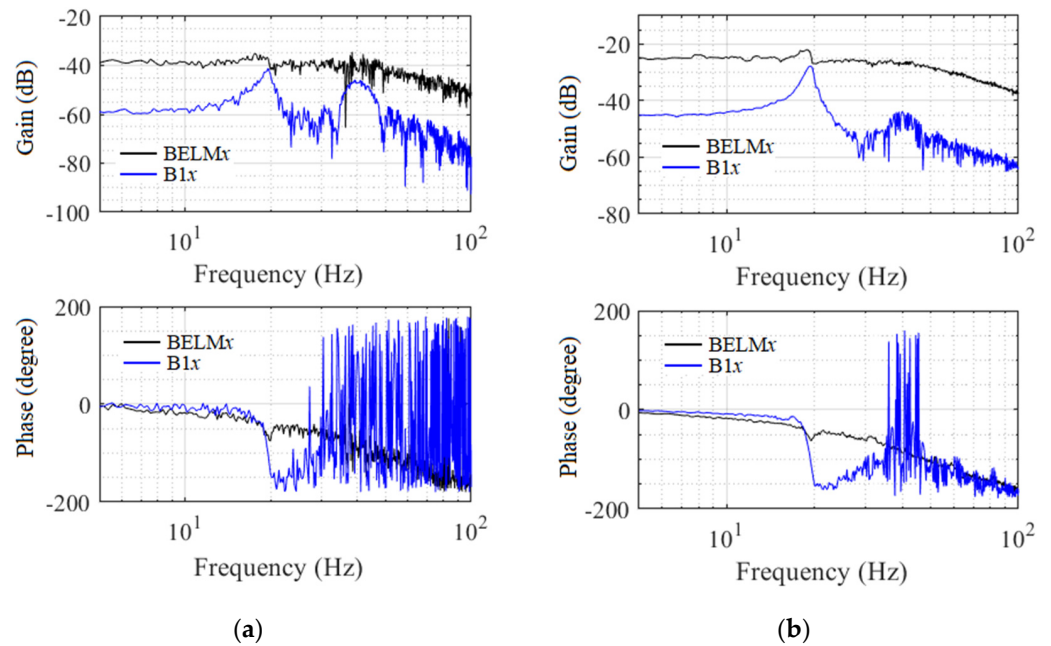 -20
-40
-60
-80
-100
Gain (dB)
BELMx
B1x
10¹
10²
Frequency (Hz)
-20
-40
-60
-80
Gain (dB)
BELMx
B1x
10¹
10²
Frequency (Hz)
200
0
-200
Phase (degree)
BELMx
B1x
10¹
10²
Frequency (Hz)
200
0
-200
Phase (degree)
BELMx
B1x
10¹
10²
Frequency (Hz)
(a)
(b)